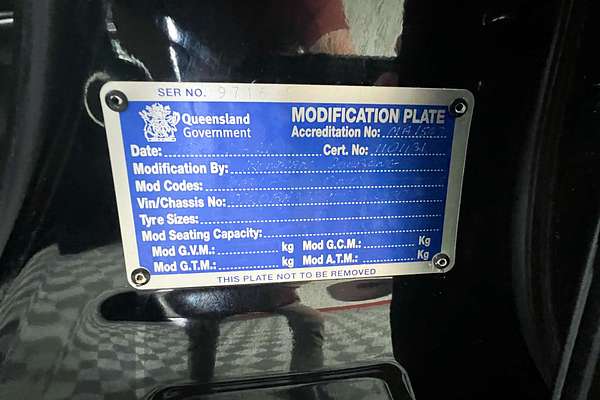 SER NO. 9716
Queensland Government
MODIFICATION PLATE
Accreditation No:
Date:
Cert. No:
Modification By:
Mod Codes:
Vin/Chassis No:
Tyre Sizes:
Mod Seating Capacity:
Mod G.V.M.: kg Mod G.C.M.: Kg
Mod G.T.M.: kg Mod A.T.M.: Kg
THIS PLATE NOT TO BE REMOVED